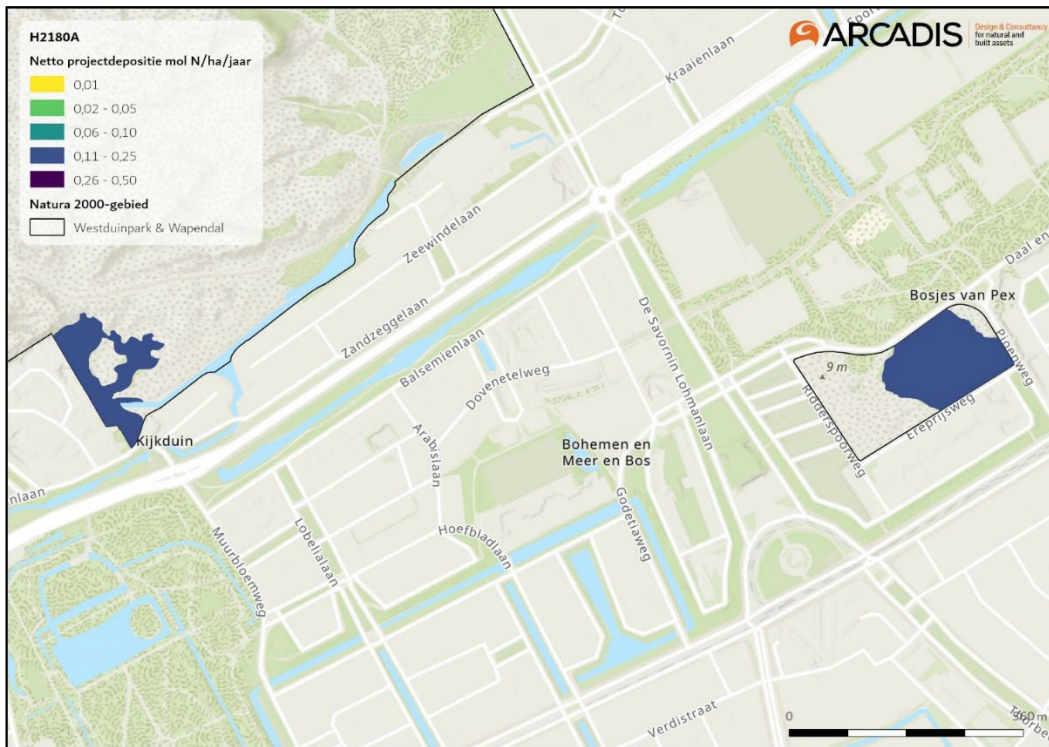 H2180A
Netto projectdepositie mol N/ha/jaar
0,01
0,02 - 0,05
0,06 - 0,10
0,11 - 0,25
0,26 - 0,50
Natura 2000-gebied
Westduinpark & Wapendal
ARCADIS
Design & Consultancy
for natural and
built assets
Kraaienlaan
Zeewindelaan
Zandzeggelaan
Balsemienlaan
Dovenetelweg
De Savornin Lohmanlaan
Daal en
Bosjes van Pex
Ploegweg
9 m
Ridderspoorweg
Ereprijsweg
Kijkduin
nlaan
Arabislaan
Bohemen en
Meer en Bos
Muurbloemweg
Lobelialaan
Hoefbladlaan
Godetiaweg
Verdistraat
0
360 m